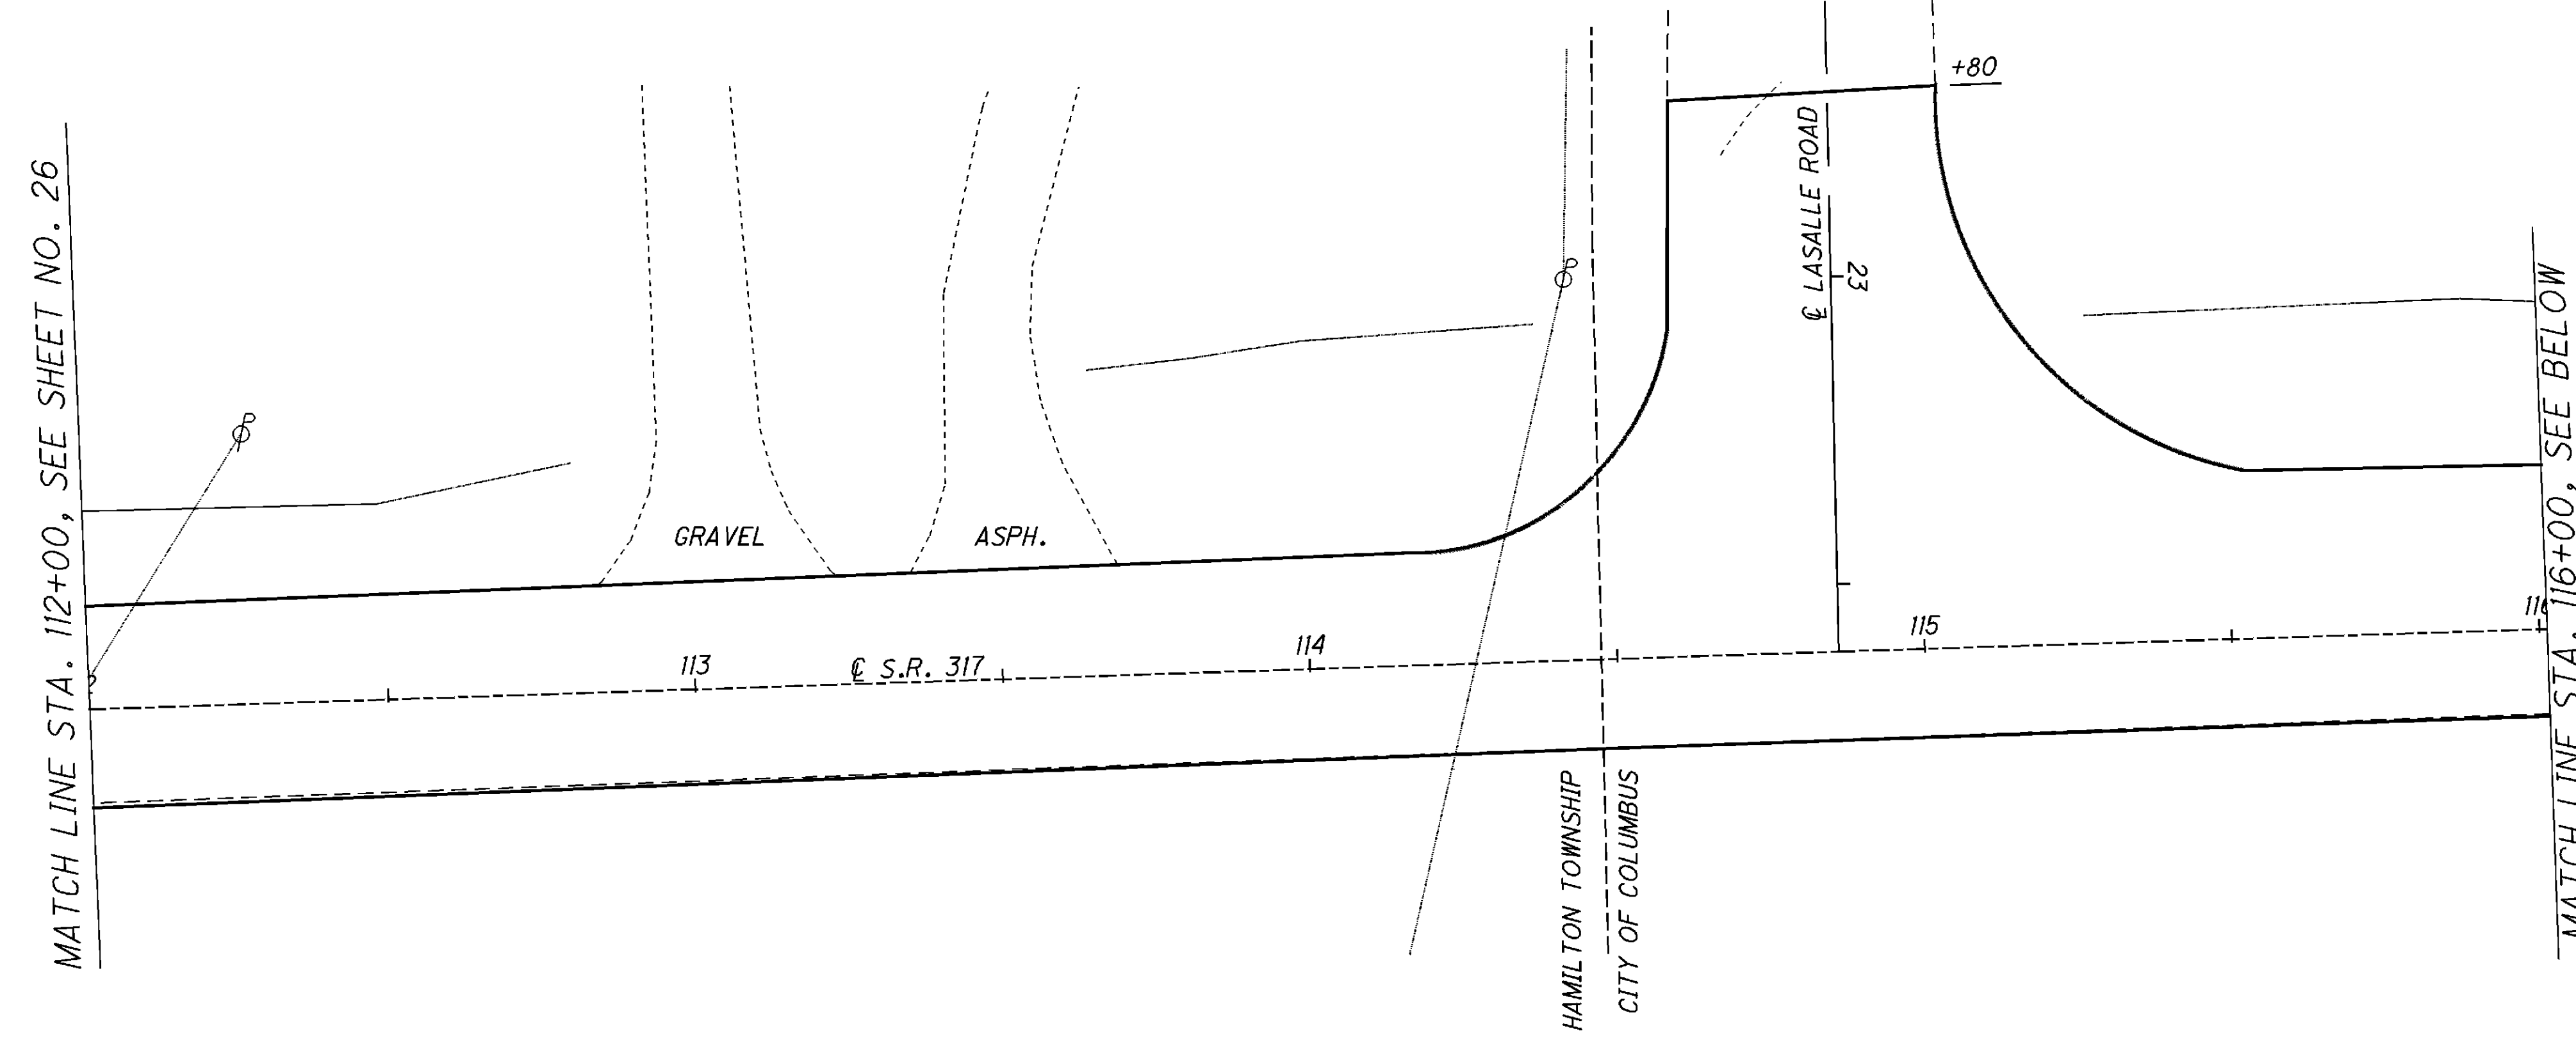 MATCH LINE STA. 112+00, SEE SHEET NO. 26
GRAVEL
ASPH.
113
℄ S.R. 317
114
℄ LASALLE ROAD
23
+80
115
HAMILTON TOWNSHIP
CITY OF COLUMBUS
MATCH LINE STA. 116+00, SEE BELOW